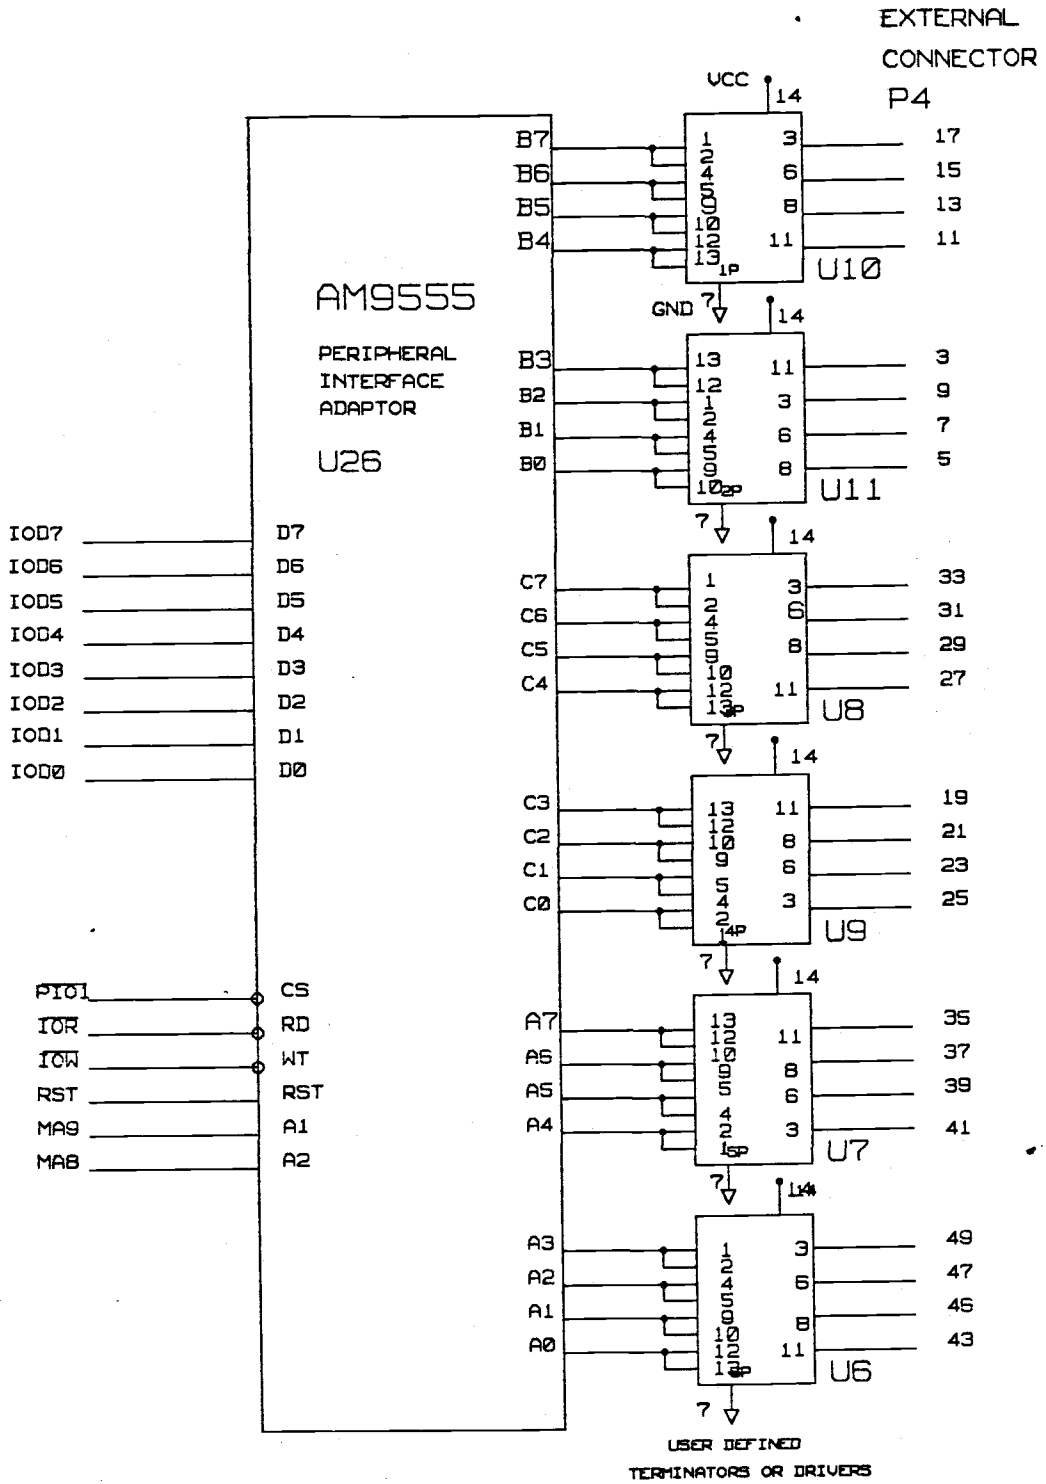 EXTERNAL
CONNECTOR
P4
VCC 14
B7 1 3 17
2
B6 4 6 15
5
B5 9 8 13
10
B4 12 11 11
13 1P
U10
AM9555
GND 7 14
PERIPHERAL
INTERFACE
ADAPTOR
U26
B3 13 11 3
12
B2 1 3 9
2
B1 4 6 7
5
B0 9 8 5
10 2P
U11
7 14
IOD7 D7
IOD6 D6
IOD5 D5
IOD4 D4
IOD3 D3
IOD2 D2
IOD1 D1
IOD0 D0
C7 1 3 33
2
C6 4 6 31
5
C5 9 8 29
10
C4 12 11 27
13
U8
7 14
C3 13 11 19
12
C2 10 8 21
9
C1 5 6 23
4
C0 2 3 25
4P
U9
7 14
PIO1 CS
IOR RD
IOW WT
RST RST
MA9 A1
MA8 A2
A7 13 11 35
12
A6 10 8 37
9
A5 5 6 39
4
A4 2 3 41
1 5P
U7
7 14
A3 1 3 49
2
A2 4 6 47
5
A1 9 8 45
10
A0 12 11 43
U6
7
USER DEFINED
TERMINATORS OR DRIVERS